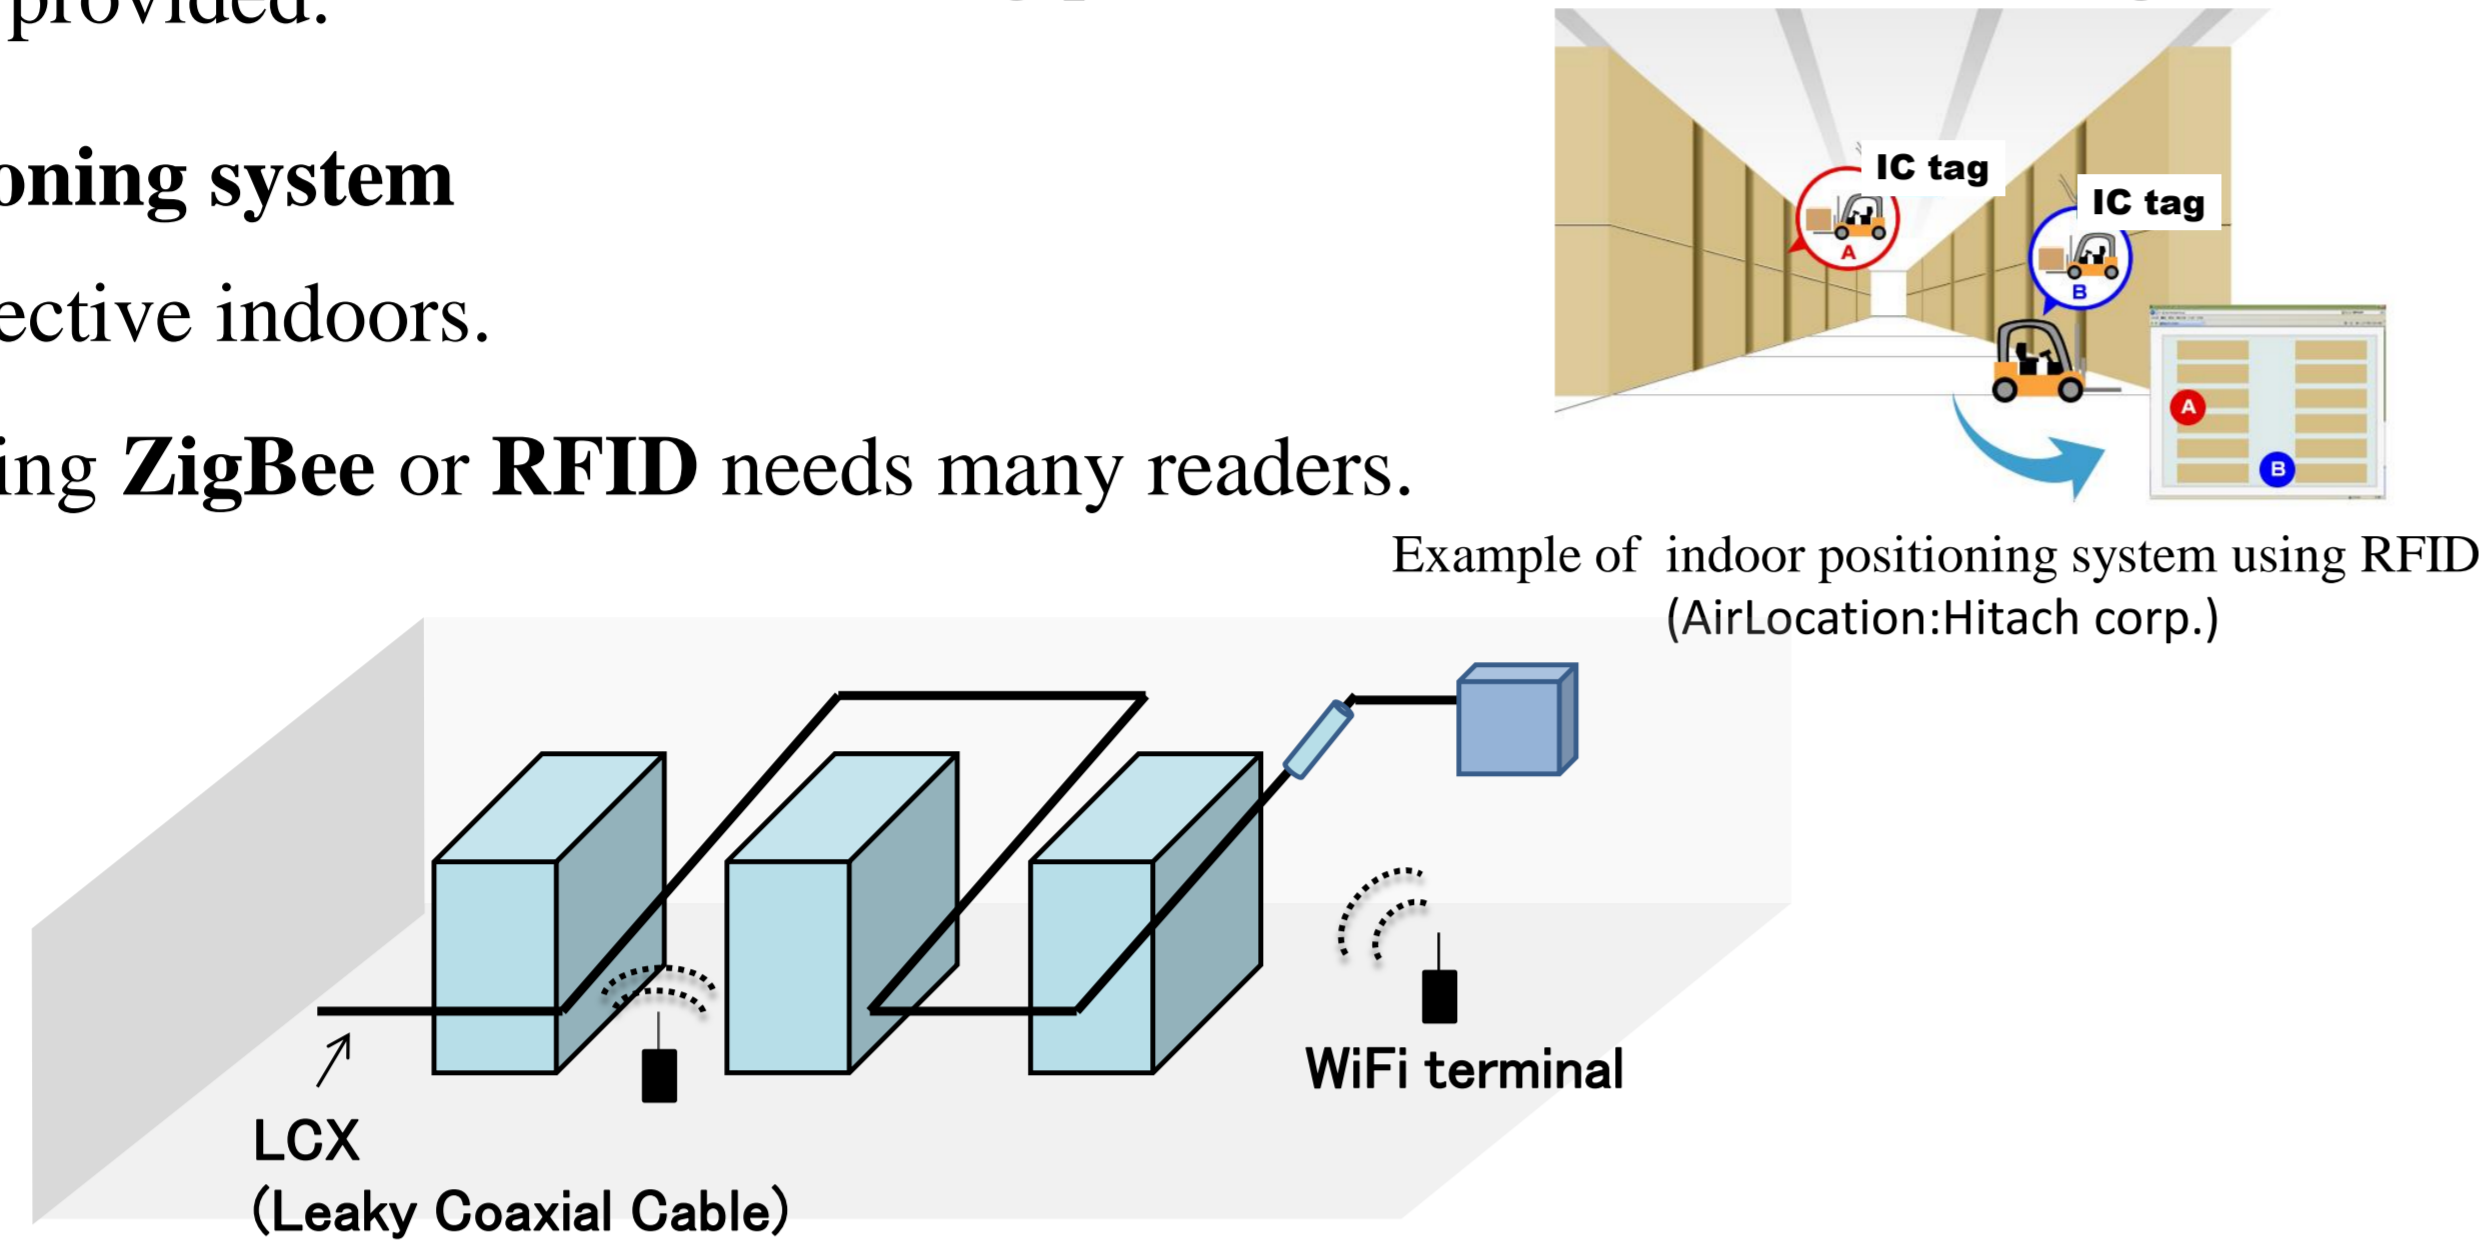 provided.
oning system
ective indoors.
ing ZigBee or RFID needs many readers.
IC tag
IC tag
A
B
A
B
Example of indoor positioning system using RFID
(AirLocation:Hitach corp.)
WiFi terminal
LCX
(Leaky Coaxial Cable)